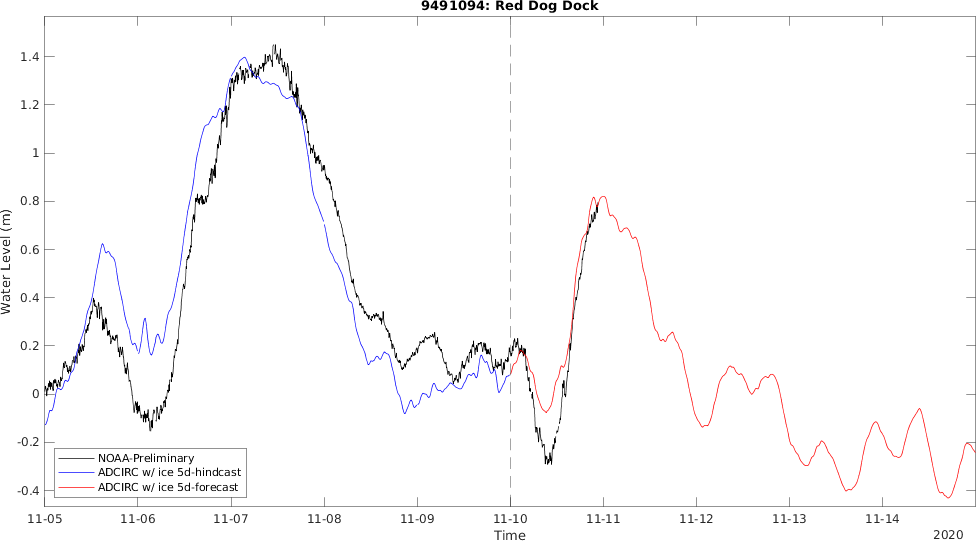 9491094: Red Dog Dock
Water Level (m)
1.4
1.2
1
0.8
0.6
0.4
0.2
0
-0.2
-0.4
NOAA-Preliminary
ADCIRC w/ ice 5d-hindcast
ADCIRC w/ ice 5d-forecast
11-05 11-06 11-07 11-08 11-09 11-10 11-11 11-12 11-13 11-14
Time
2020